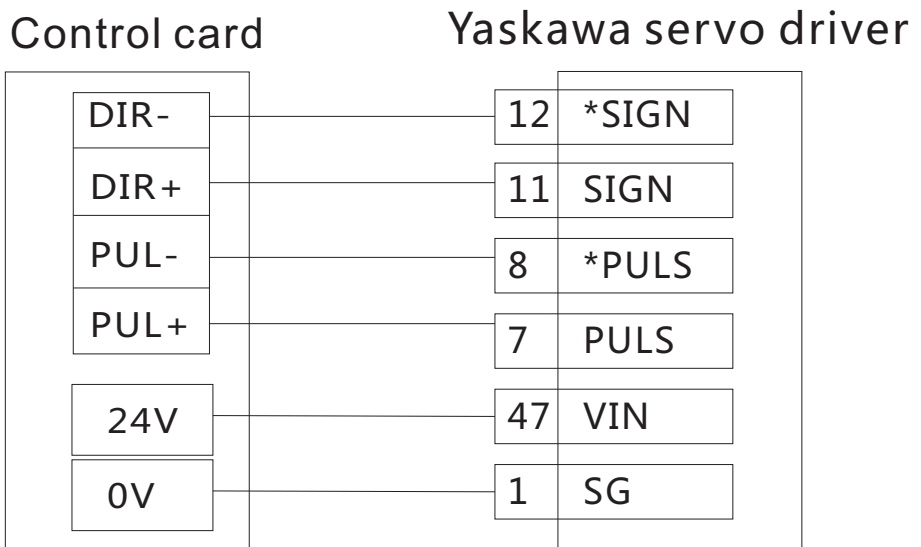 Control card
Yaskawa servo driver
DIR- 12 *SIGN
DIR+ 11 SIGN
PUL- 8 *PULS
PUL+ 7 PULS
24V 47 VIN
0V 1 SG